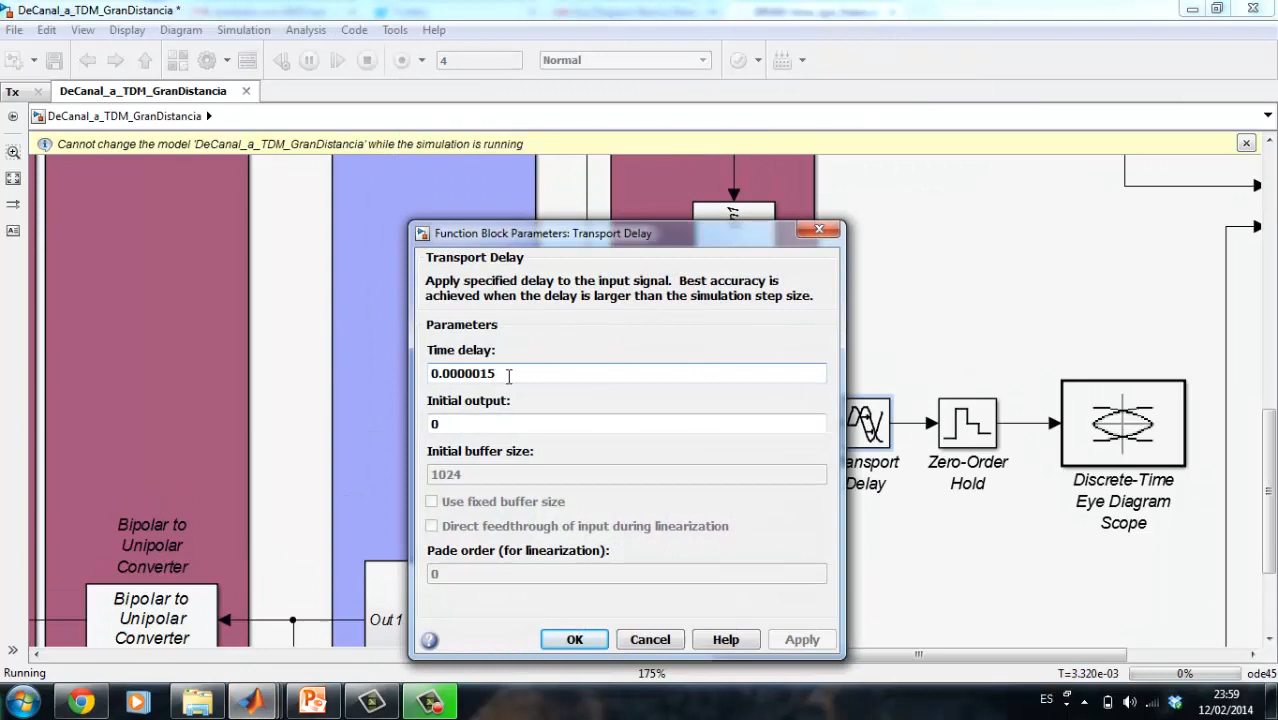 DeCanal_a_TDM_GranDistancia *
File Edit View Display Diagram Simulation Analysis Code Tools Help
4 Normal
Tx DeCanal_a_TDM_GranDistancia
DeCanal_a_TDM_GranDistancia
Cannot change the model 'DeCanal_a_TDM_GranDistancia' while the simulation is running
Function Block Parameters: Transport Delay
Transport Delay
Apply specified delay to the input signal. Best accuracy is
achieved when the delay is larger than the simulation step size.
Parameters
Time delay:
0.0000015
Initial output:
0
Initial buffer size:
1024
Use fixed buffer size
Direct feedthrough of input during linearization
Pade order (for linearization):
0
OK Cancel Help Apply
Bipolar to
Unipolar
Converter
Bipolar to
Unipolar
Converter
Out1
ansport
Delay
Zero-Order
Hold
Discrete-Time
Eye Diagram
Scope
Running 175% T=3.320e-03 0% ode45
ES 23:59
12/02/2014